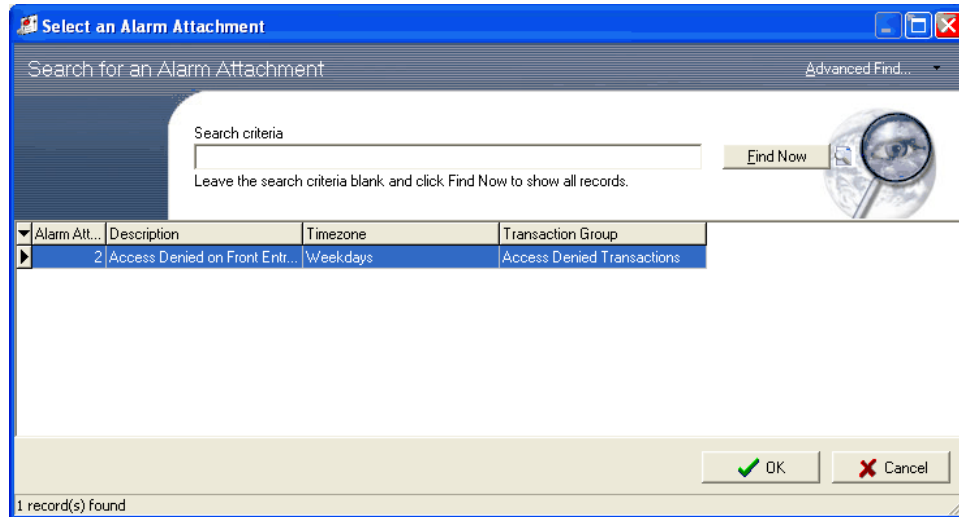 Select an Alarm Attachment
Search for an Alarm Attachment
Advanced Find...
Search criteria
Find Now
Leave the search criteria blank and click Find Now to show all records.
Alarm Att... Description Timezone Transaction Group
2 Access Denied on Front Entr... Weekdays Access Denied Transactions
OK Cancel
1 record(s) found